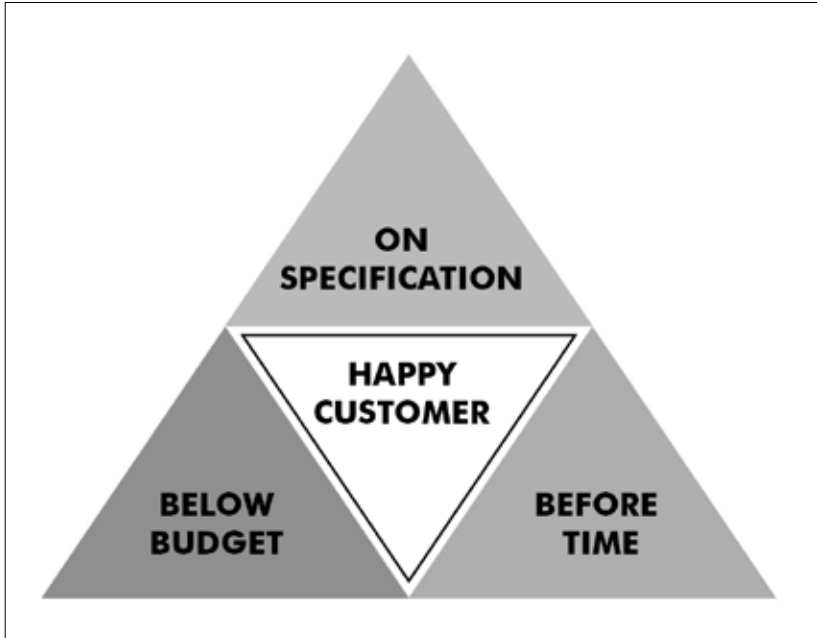 ON
SPECIFICATION
HAPPY
CUSTOMER
BELOW
BUDGET
BEFORE
TIME